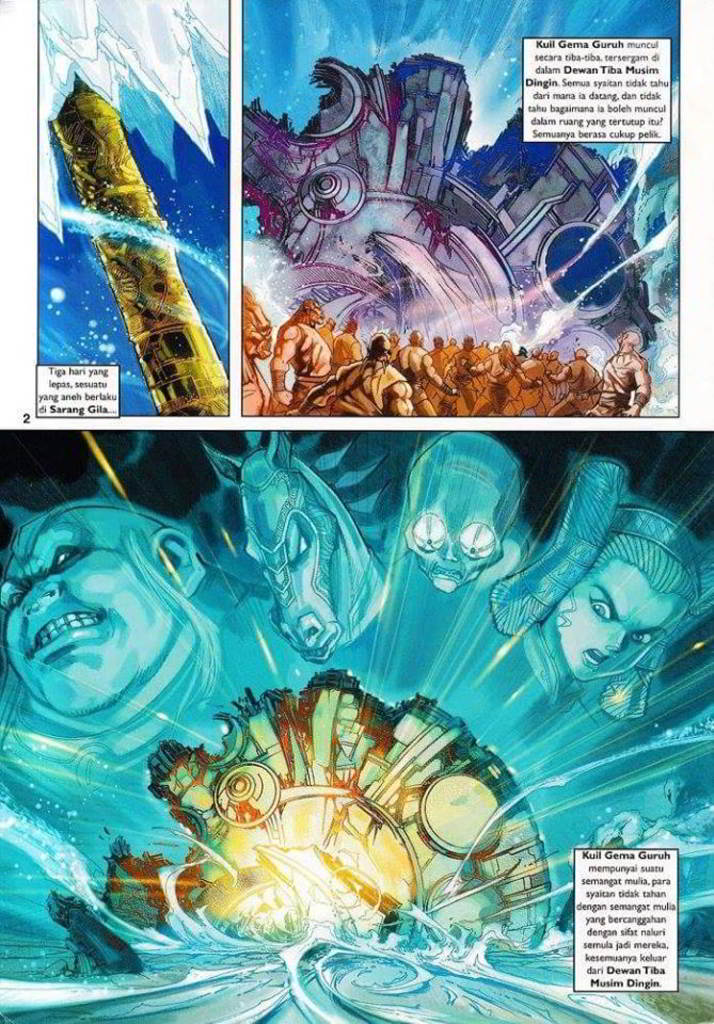 Tiga hari yang
lepas, sesuatu
yang aneh berlaku
di Sarang Gila...
Kuil Gema Guruh muncul
secara tiba-tiba, tersergam di
dalam Dewan Tiba Musim
Dingin. Semua syaitan tidak tahu
dari mana ia datang, dan tidak
tahu bagaimana ia boleh muncul
dalam ruang yang tertutup itu?
Semuanya berasa cukup pelik.
2
Kuil Gema Guruh
mempunyai suatu
semangat mulia, para
syaitan tidak tahan
dengan semangat mulia
yang bercanggahan
dengan sifat naluri
semula jadi mereka,
kesemuanya keluar
dari Dewan Tiba
Musim Dingin.